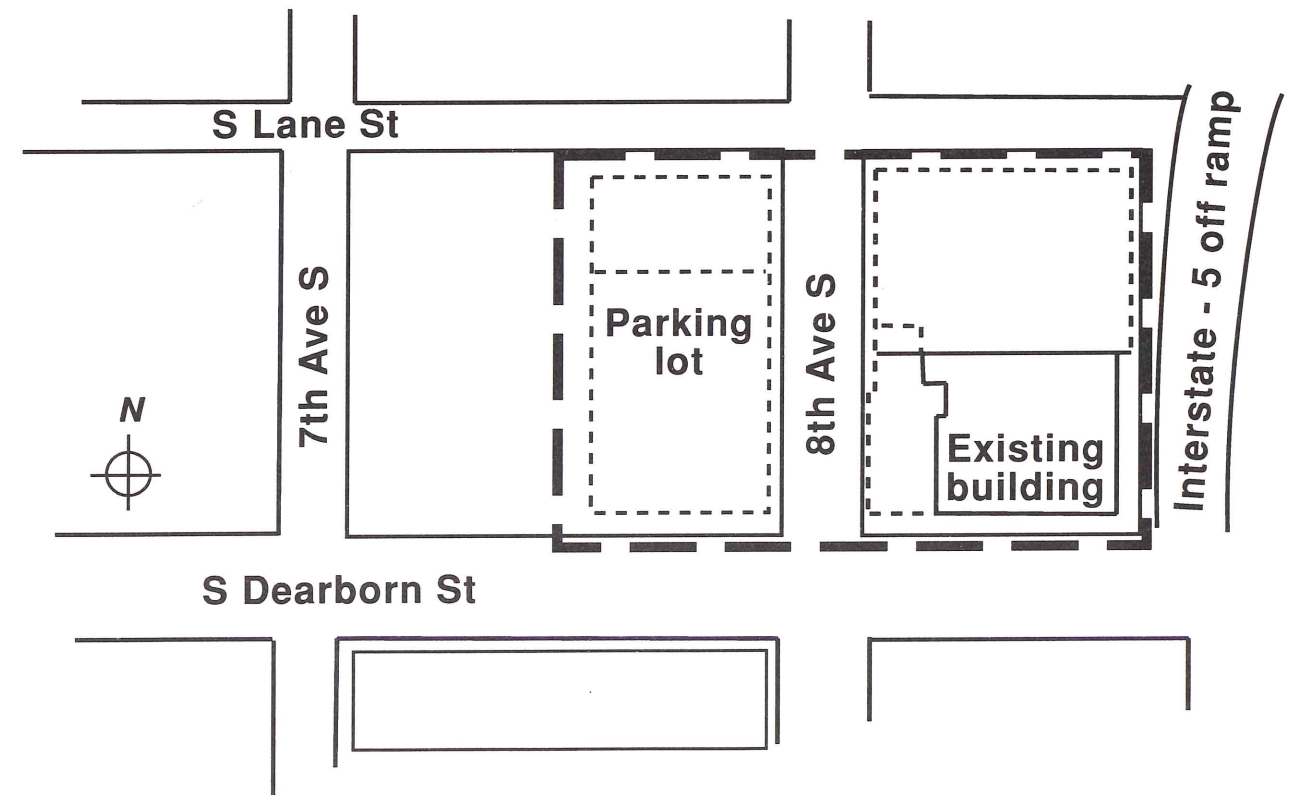 S Lane St
7th Ave S
Parking
lot
8th Ave S
Interstate - 5 off ramp
N
Existing
building
S Dearborn St